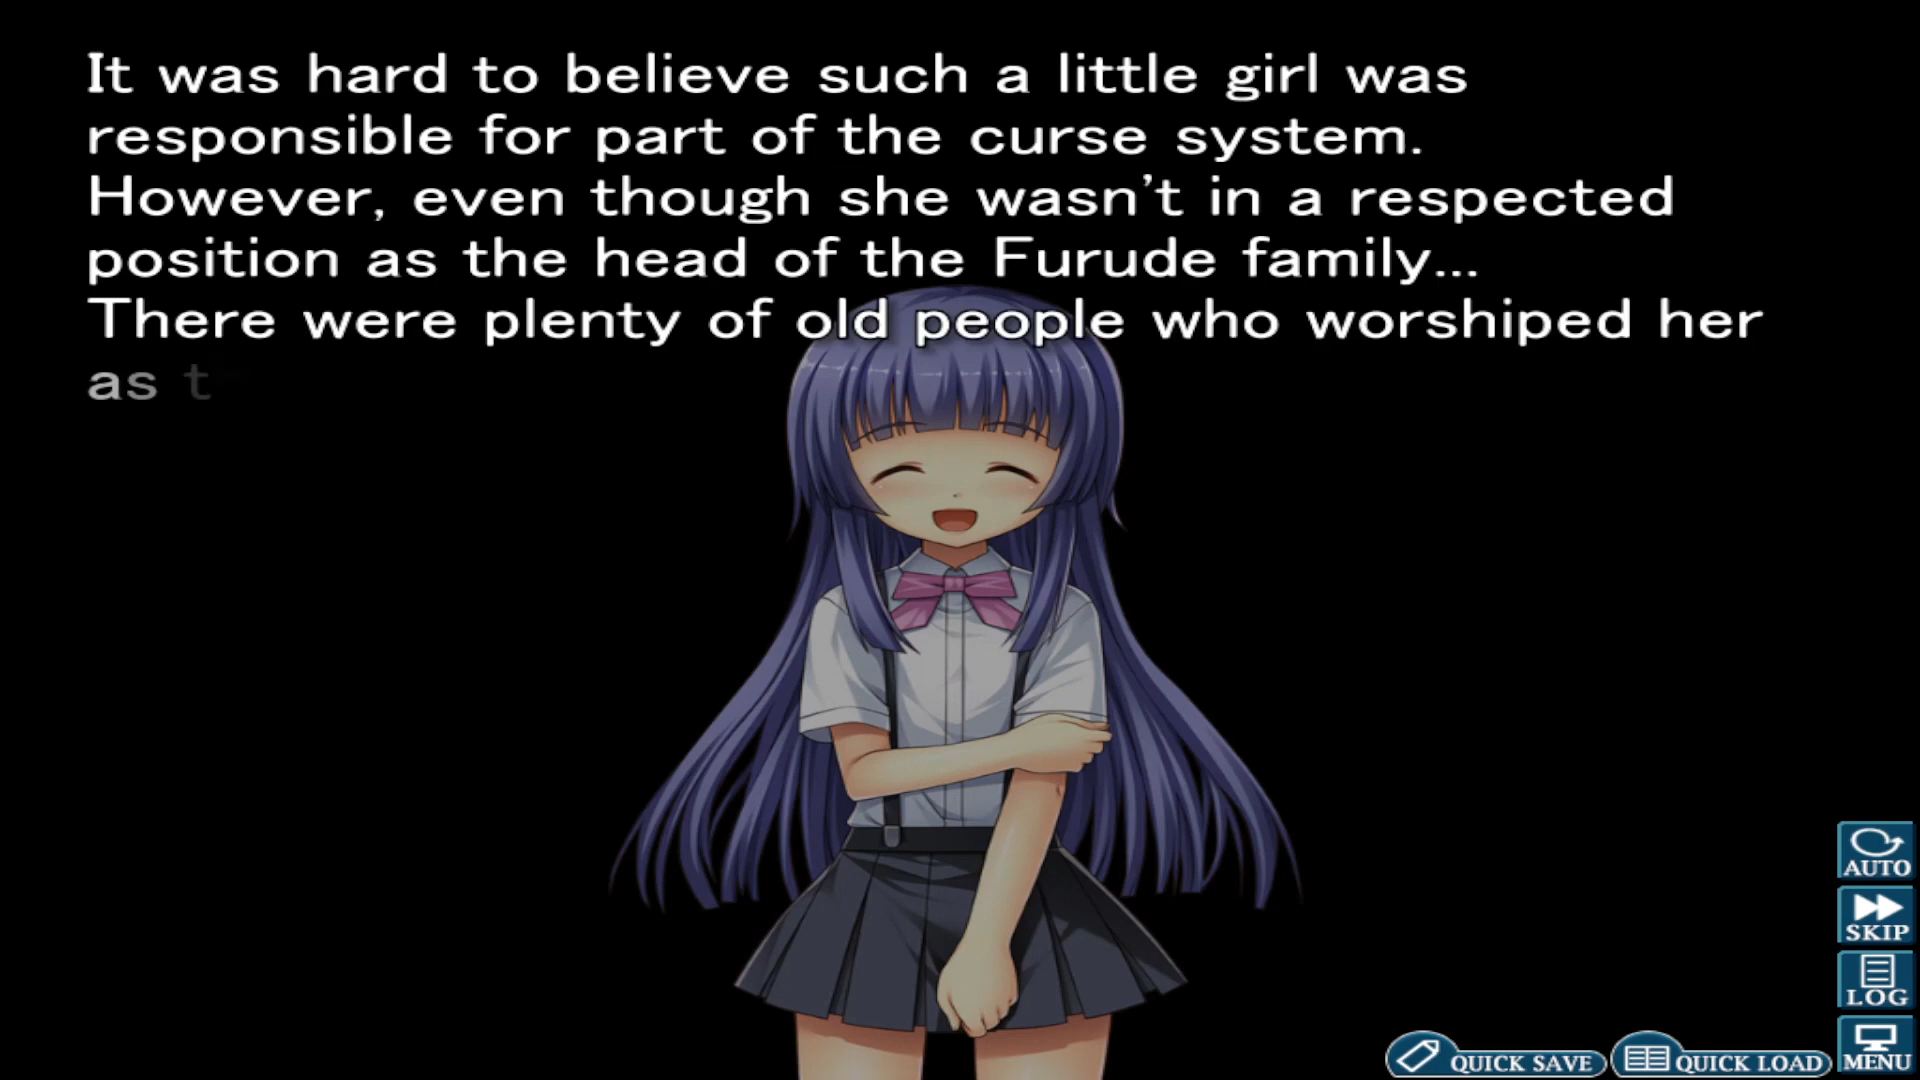 It was hard to believe such a little girl was
responsible for part of the curse system.
However, even though she wasn't in a respected
position as the head of the Furude family...
There were plenty of old people who worshiped her
as t
AUTO
SKIP
LOG
MENU
QUICK SAVE
QUICK LOAD